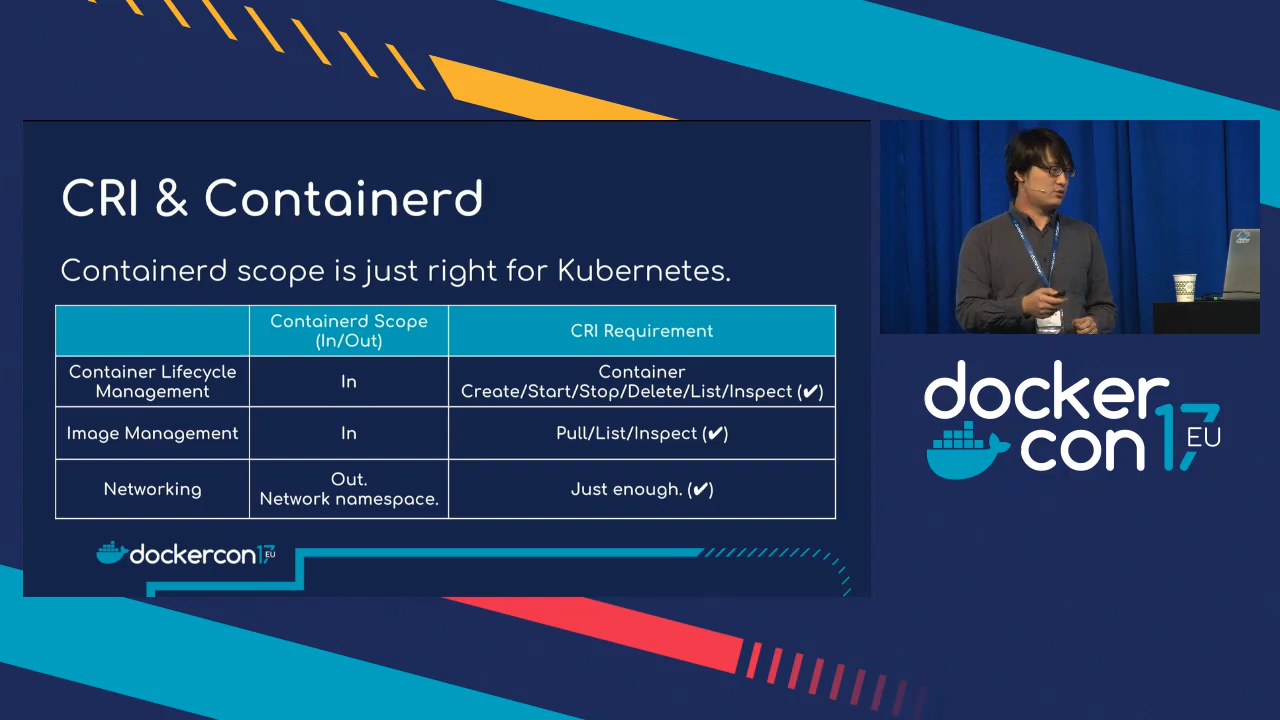 CRI & Containerd
Containerd scope is just right for Kubernetes.
Containerd Scope
(In/Out)
CRI Requirement
Container Lifecycle
Management
In
Container
Create/Start/Stop/Delete/List/Inspect (✔)
Image Management
In
Pull/List/Inspect (✔)
Networking
Out.
Network namespace.
Just enough. (✔)
dockercon17 EU
docker
con 17 EU